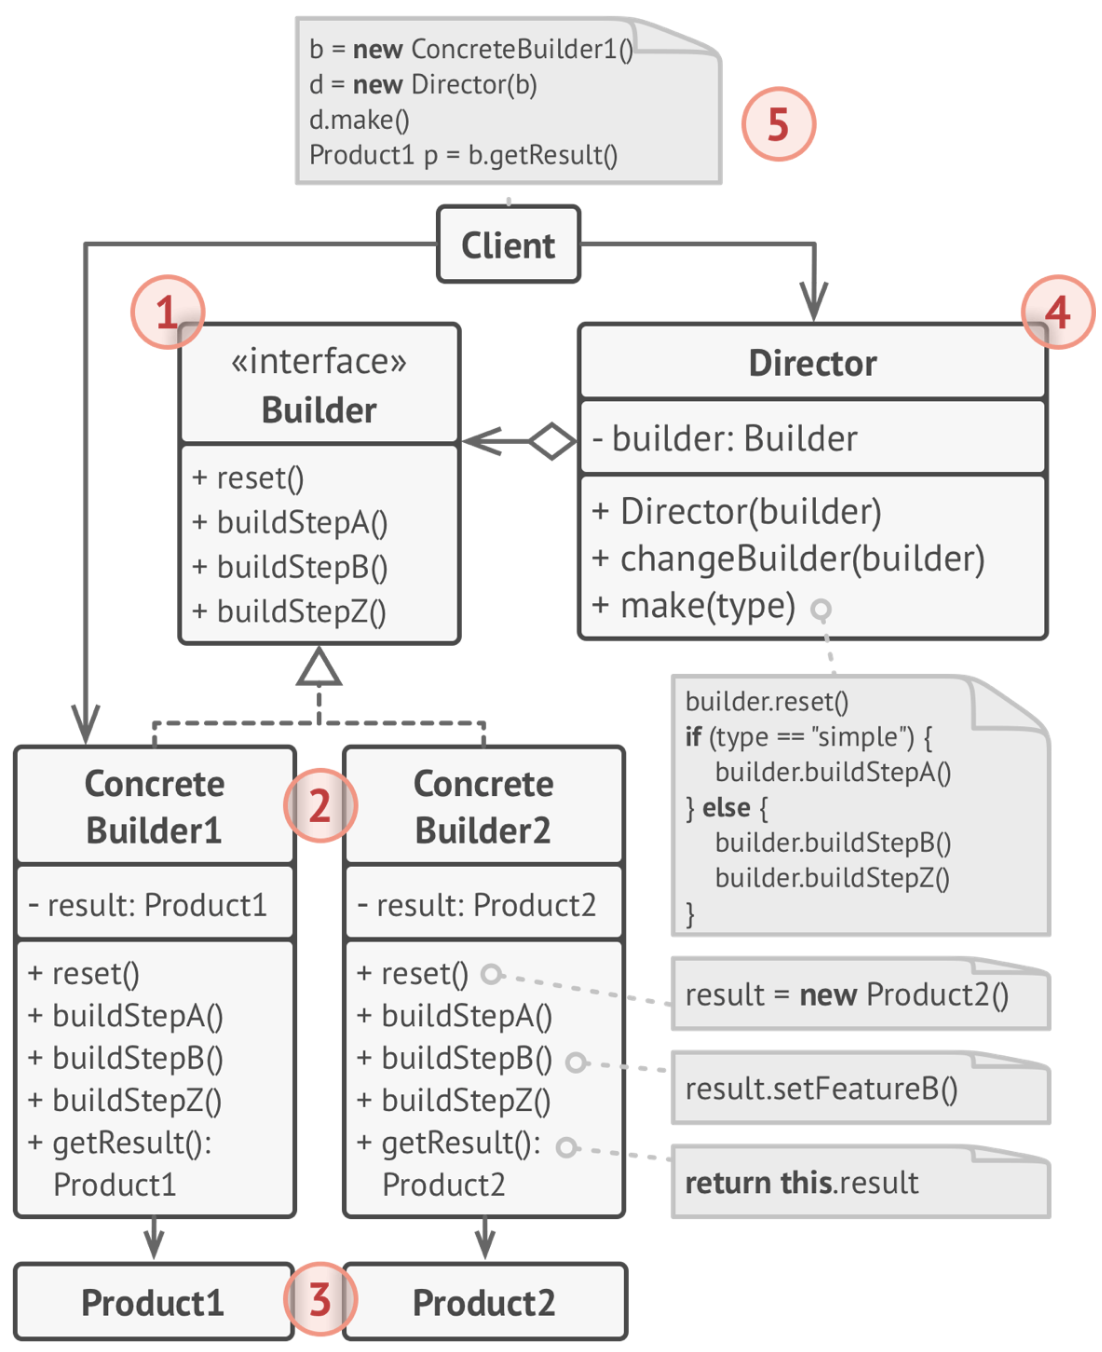 b = new ConcreteBuilder1()
d = new Director(b)
d.make()
Product1 p = b.getResult()
5
Client
1
«interface»
Builder
+ reset()
+ buildStepA()
+ buildStepB()
+ buildStepZ()
4
Director
- builder: Builder
+ Director(builder)
+ changeBuilder(builder)
+ make(type)
builder.reset()
if (type == "simple") {
builder.buildStepA()
} else {
builder.buildStepB()
builder.buildStepZ()
}
Concrete
Builder1
- result: Product1
+ reset()
+ buildStepA()
+ buildStepB()
+ buildStepZ()
+ getResult():
Product1
2
Concrete
Builder2
- result: Product2
+ reset()
+ buildStepA()
+ buildStepB()
+ buildStepZ()
+ getResult():
Product2
result = new Product2()
result.setFeatureB()
return this.result
Product1
3
Product2